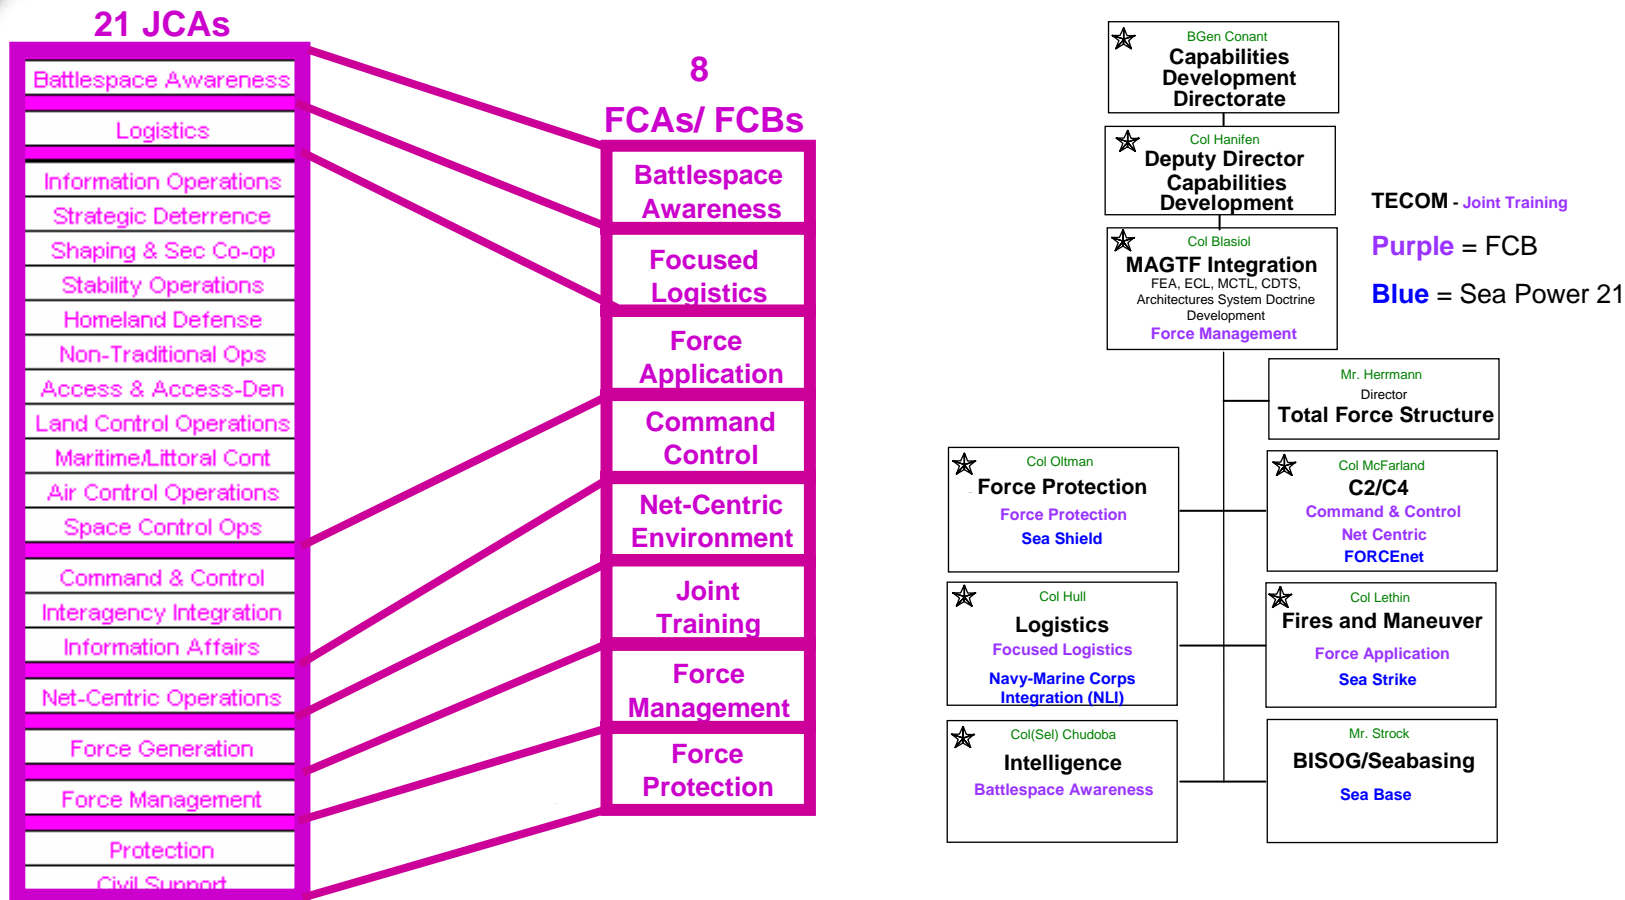 21 JCAs
Battlespace Awareness
Logistics
Information Operations
Strategic Deterrence
Shaping & Sec Co-op
Stability Operations
Homeland Defense
Non-Traditional Ops
Access & Access-Den
Land Control Operations
Maritime/Littoral Cont
Air Control Operations
Space Control Ops
Command & Control
Interagency Integration
Information Affairs
Net-Centric Operations
Force Generation
Force Management
Protection
Civil Support
8
FCAs/ FCBs
Battlespace
Awareness
Focused
Logistics
Force
Application
Command
Control
Net-Centric
Environment
Joint
Training
Force
Management
Force
Protection
BGen Conant
Capabilities
Development
Directorate
Col Hanifen
Deputy Director
Capabilities
Development
Col Blasiol
MAGTF Integration
FEA, ECL, MCTL, CDTS,
Architectures System Doctrine
Development
Force Management
TECOM - Joint Training
Purple = FCB
Blue = Sea Power 21
Mr. Herrmann
Director
Total Force Structure
Col Oltman
Force Protection
Force Protection
Sea Shield
Col McFarland
C2/C4
Command & Control
Net Centric
FORCEnet
Col Hull
Logistics
Focused Logistics
Navy-Marine Corps
Integration (NLI)
Col Lethin
Fires and Maneuver
Force Application
Sea Strike
Col(Sel) Chudoba
Intelligence
Battlespace Awareness
Mr. Strock
BISOG/Seabasing
Sea Base